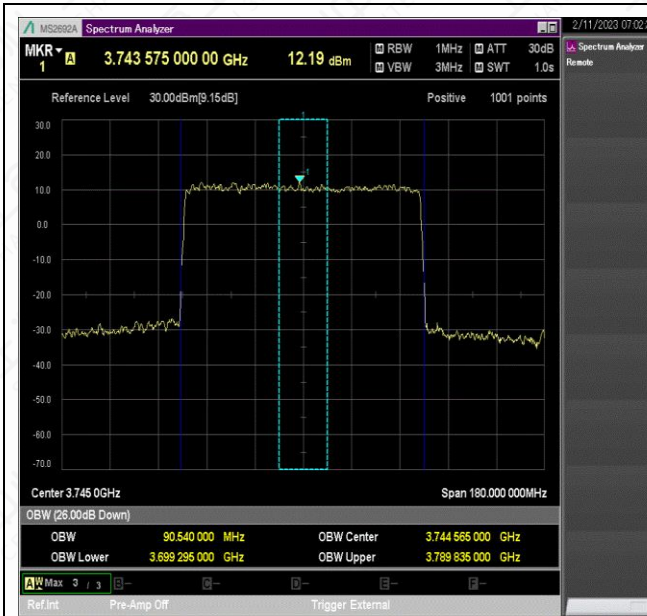 MS2692A Spectrum Analyzer
2/11/2023 07:02:
MKR 1 A 3.743 575 000 00 GHz 12.19 dBm
RBW 1MHz ATT 30dB
VBW 3MHz SWT 1.0s
Spectrum Analyzer
Remote
Reference Level 30.00dBm[9.15dB] Positive 1001 points
30.0
20.0
10.0
0.0
-10.0
-20.0
-30.0
-40.0
-50.0
-60.0
-70.0
1
Center 3.745 0GHz Span 180.000 000MHz
OBW (26.00dB Down)
OBW 90.540 000 MHz OBW Center 3.744 565 000 GHz
OBW Lower 3.699 295 000 GHz OBW Upper 3.789 835 000 GHz
A W Max 3 / 3 B- C- D- E- F-
Ref.Int Pre-Amp Off Trigger External